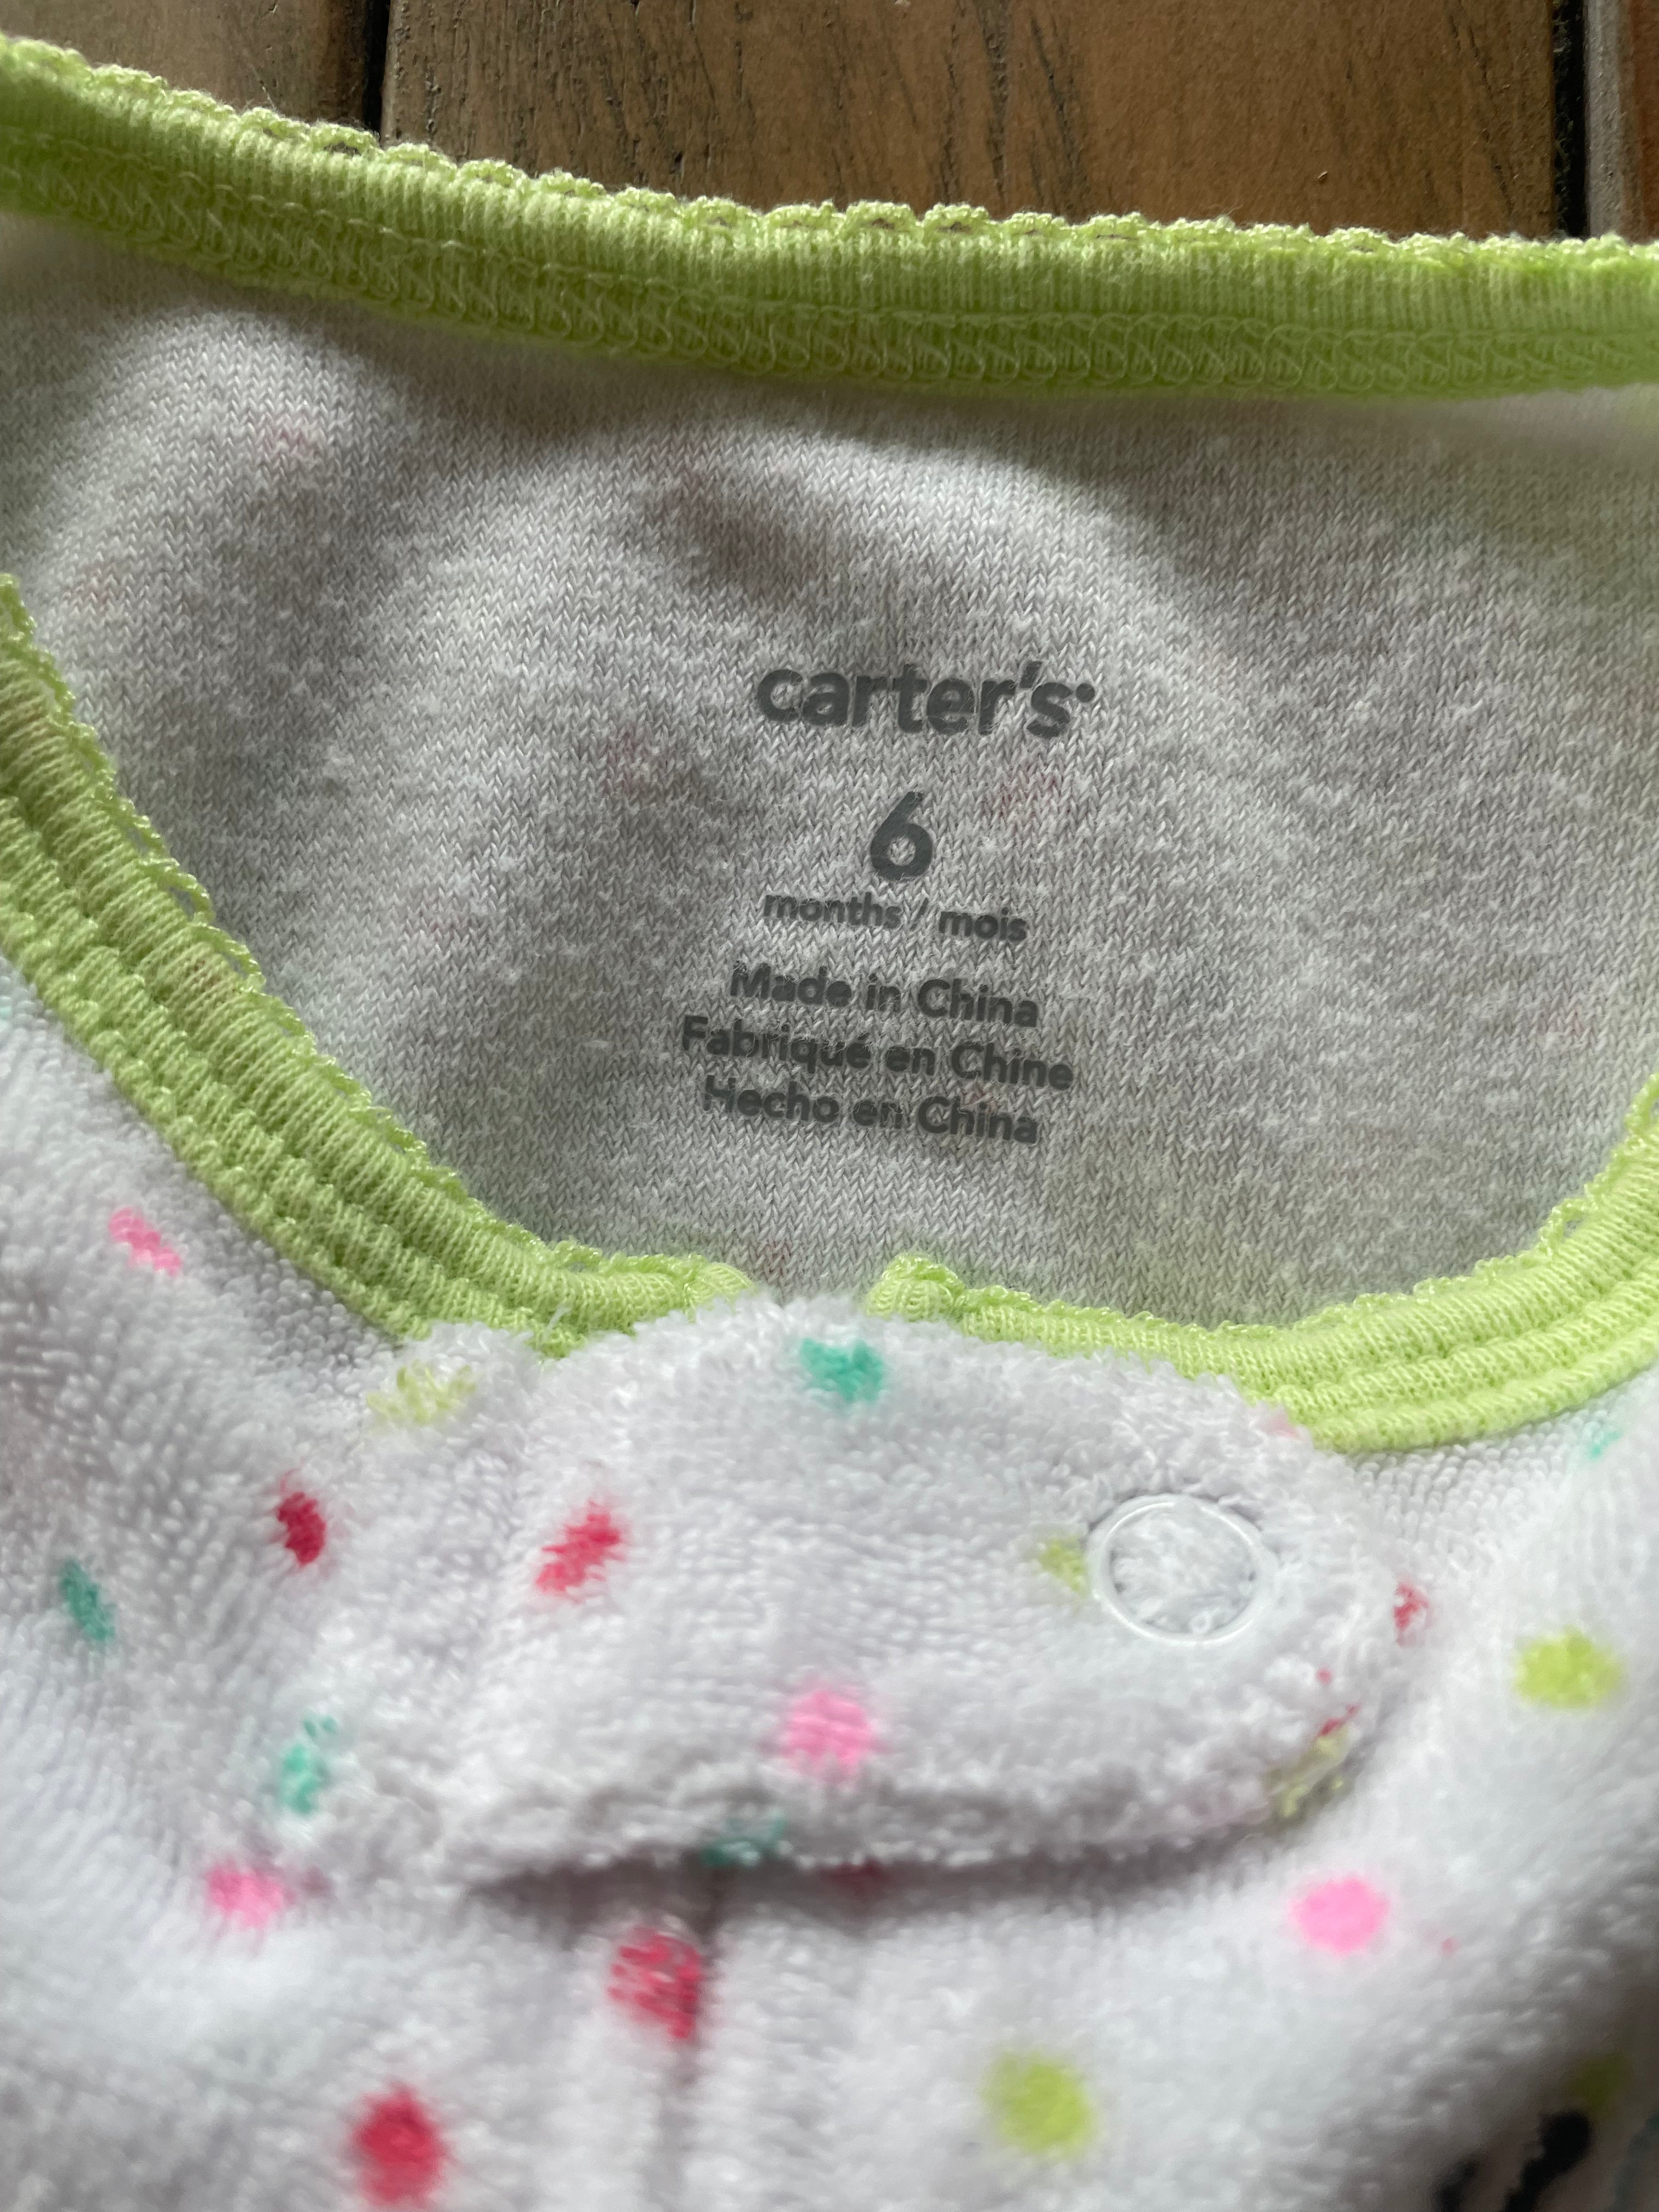 carter's
6
months / mois
Made in China
Fabriqué en Chine
Hecho en China